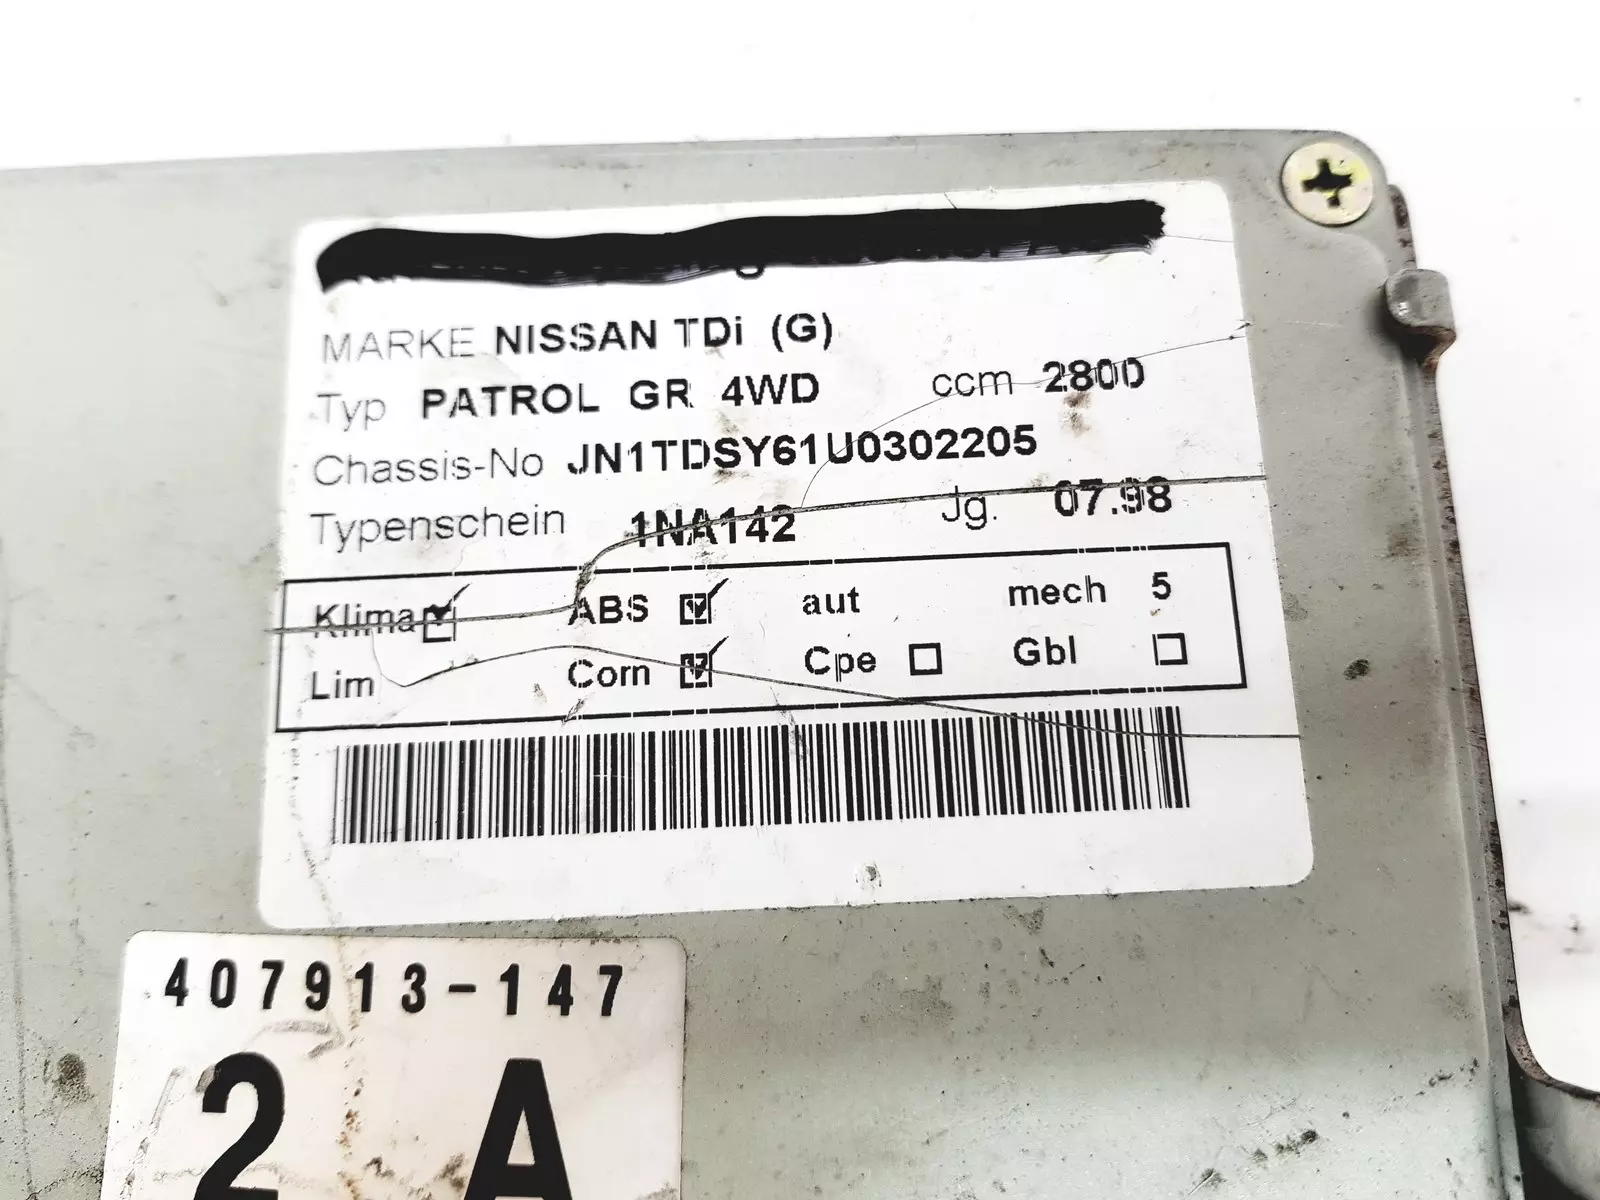 MARKE NISSAN TDi (G)
Typ PATROL GR 4WD ccm 2800
Chassis-No JN1TDSY61U0302205
Typenschein 1NA142 Jg. 07.98
Klima ABS aut mech 5
Lim Corn Cpe Gbl
407913-147
2 A